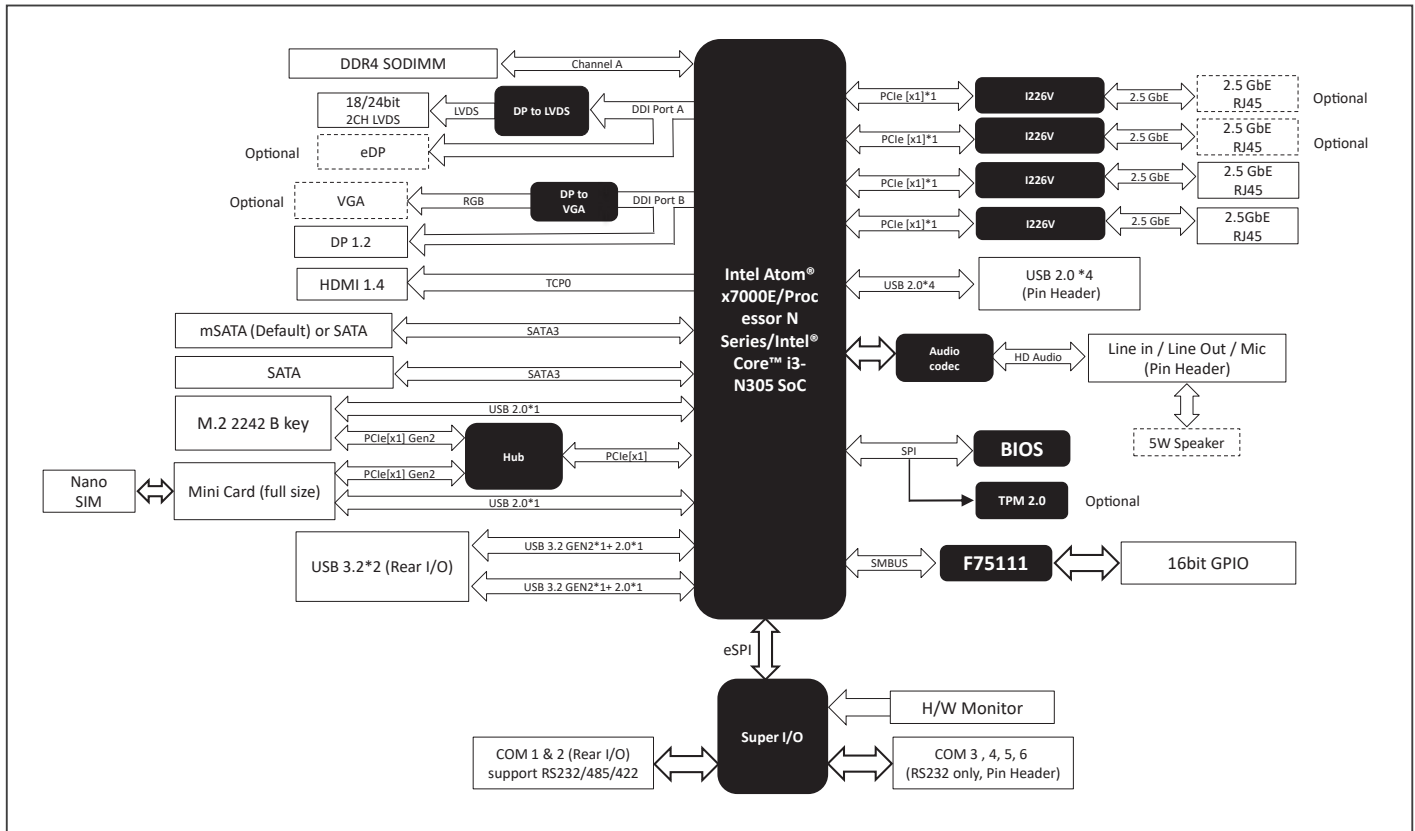 DDR4 SODIMM
Channel A
18/24bit
2CH LVDS
LVDS
DP to LVDS
DDI Port A
Optional
eDP
Optional
VGA
RGB
DP to
VGA
DDI Port B
DP 1.2
HDMI 1.4
TCP0
mSATA (Default) or SATA
SATA3
SATA
SATA3
M.2 2242 B key
USB 2.0*1
PCIe[x1] Gen2
Hub
PCIe[x1]
Nano
SIM
Mini Card (full size)
PCIe[x1] Gen2
USB 2.0*1
USB 3.2*2 (Rear I/O)
USB 3.2 GEN2*1+ 2.0*1
USB 3.2 GEN2*1+ 2.0*1
Intel Atom®
x7000E/Proc
essor N
Series/Intel®
Core™ i3-
N305 SoC
PCIe [x1]*1
I226V
2.5 GbE
2.5 GbE
RJ45
Optional
PCIe [x1]*1
I226V
2.5 GbE
2.5 GbE
RJ45
Optional
PCIe [x1]*1
I226V
2.5 GbE
2.5 GbE
RJ45
PCIe [x1]*1
I226V
2.5 GbE
2.5GbE
RJ45
USB 2.0*4
USB 2.0 *4
(Pin Header)
Audio
codec
HD Audio
Line in / Line Out / Mic
(Pin Header)
5W Speaker
SPI
BIOS
TPM 2.0
Optional
SMBUS
F75111
16bit GPIO
eSPI
Super I/O
H/W Monitor
COM 1 & 2 (Rear I/O)
support RS232/485/422
COM 3 , 4, 5, 6
(RS232 only, Pin Header)